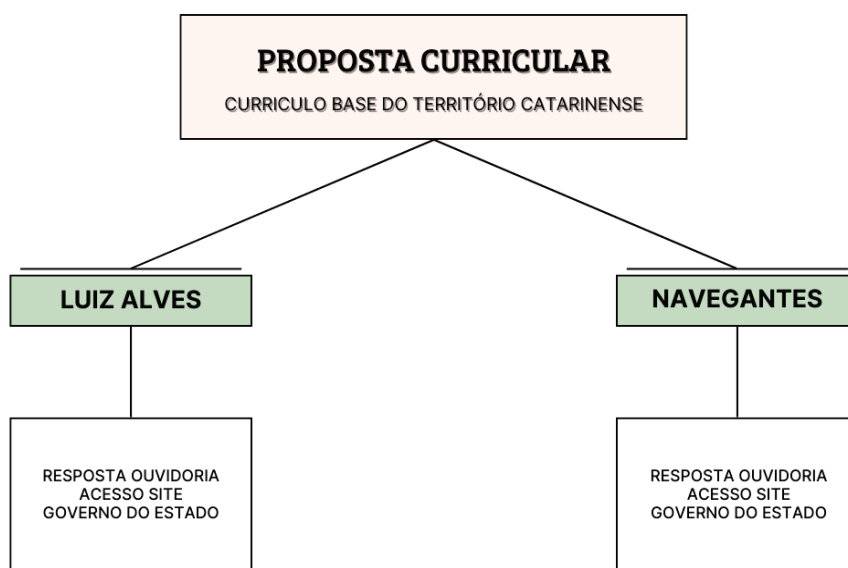 PROPOSTA CURRICULAR
CURRICULO BASE DO TERRITÓRIO CATARINENSE
LUIZ ALVES
NAVEGANTES
RESPOSTA OUVIDORIA
ACESSO SITE
GOVERNO DO ESTADO
RESPOSTA OUVIDORIA
ACESSO SITE
GOVERNO DO ESTADO